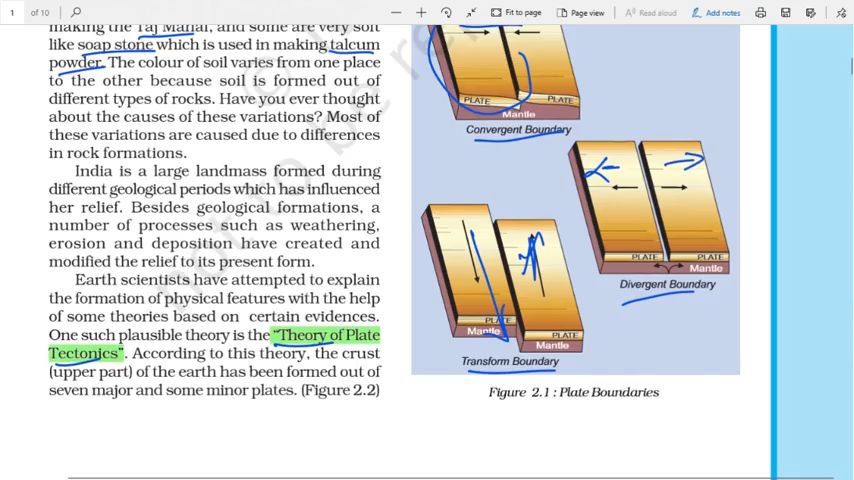 1 of 10
Fit to page
Page view
Read aloud
Add notes
making the Taj Mahal, and some are very soft
like soap stone which is used in making talcum
powder. The colour of soil varies from one place
to the other because soil is formed out of
different types of rocks. Have you ever thought
about the causes of these variations? Most of
these variations are caused due to differences
in rock formations.
India is a large landmass formed during
different geological periods which has influenced
her relief. Besides geological formations, a
number of processes such as weathering,
erosion and deposition have created and
modified the relief to its present form.
Earth scientists have attempted to explain
the formation of physical features with the help
of some theories based on certain evidences.
One such plausible theory is the “Theory of Plate
Tectonics”. According to this theory, the crust
(upper part) of the earth has been formed out of
seven major and some minor plates. (Figure 2.2)
PLATE
PLATE
Mantle
Convergent Boundary
PLATE
PLATE
Mantle
Divergent Boundary
PLATE
Mantle
PLATE
Mantle
Transform Boundary
Figure 2.1 : Plate Boundaries
not to be re